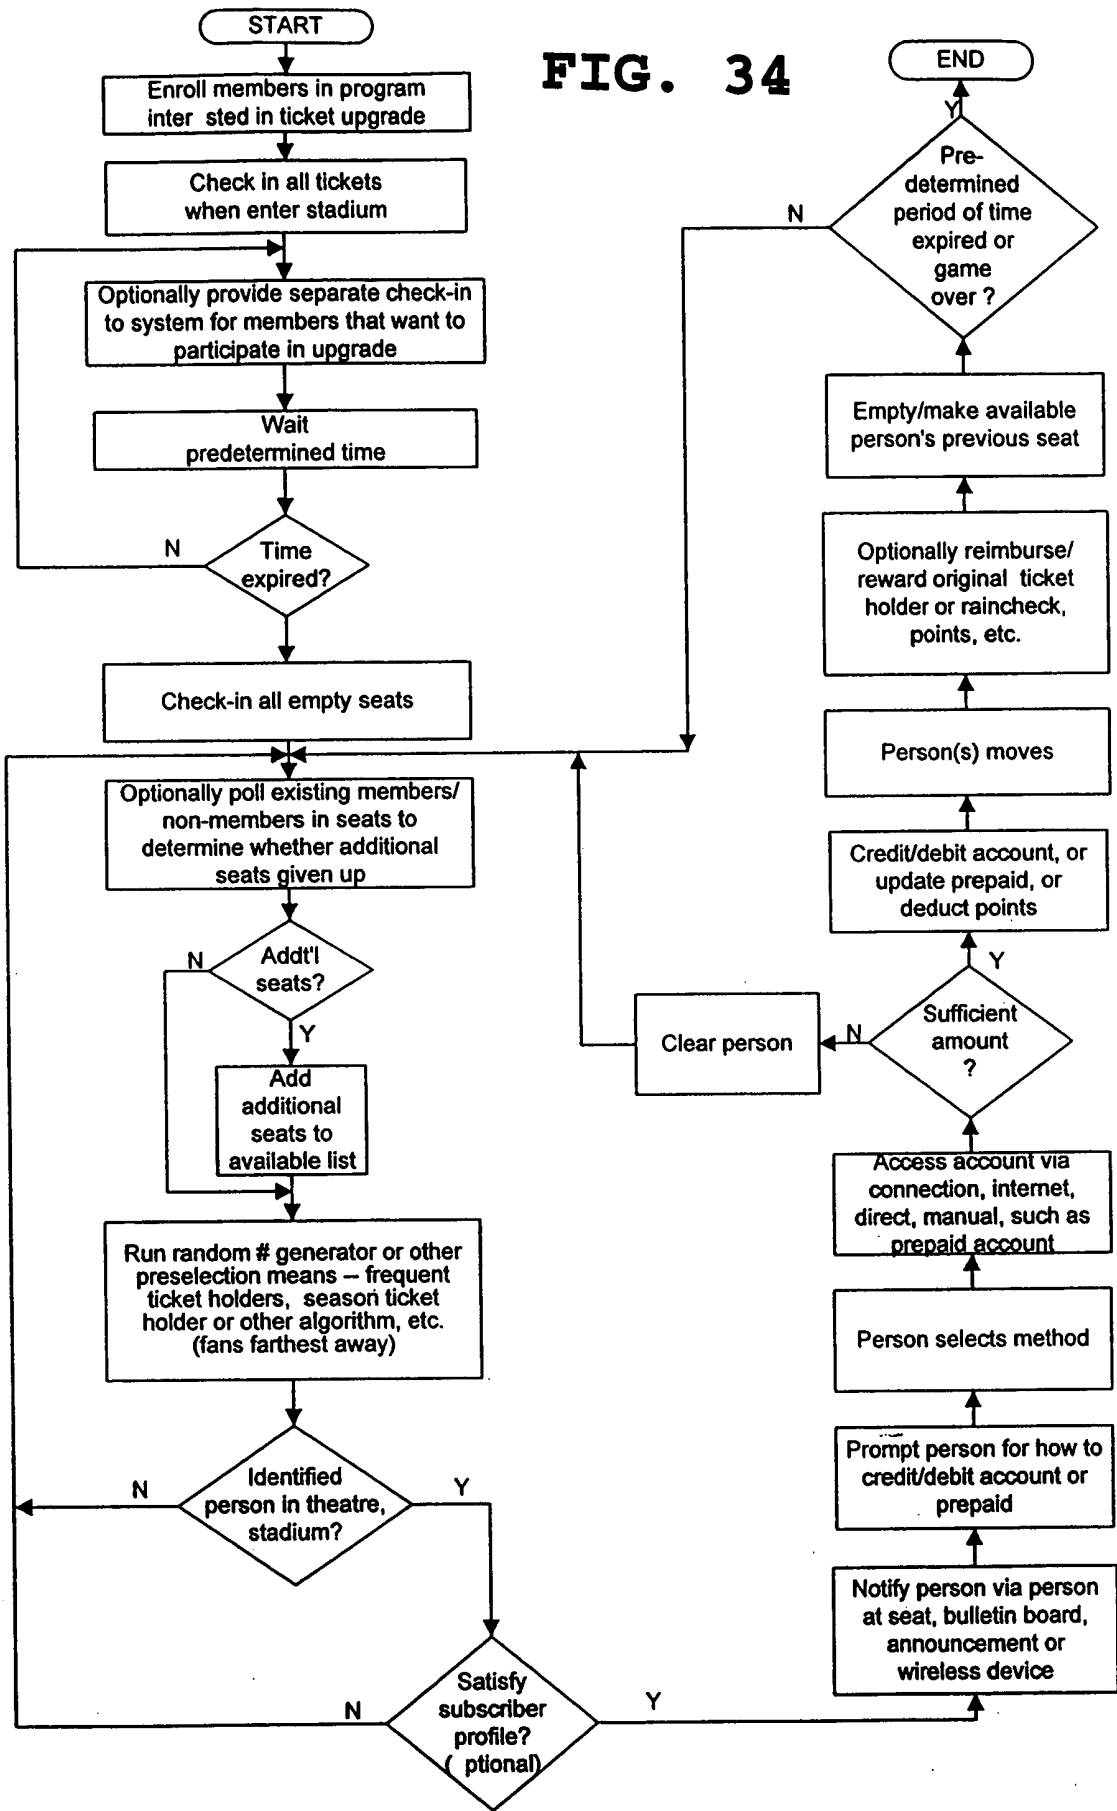 START
FIG. 34
Enroll members in program
inter sted in ticket upgrade
Check in all tickets
when enter stadium
Optionally provide separate check-in
to system for members that want to
participate in upgrade
Wait
predetermined time
N
Time
expired?
Check-in all empty seats
Optionally poll existing members/
non-members in seats to
determine whether additional
seats given up
N
Addt'l
seats?
Y
Add
additional
seats to
available list
Run random # generator or other
preselection means – frequent
ticket holders, season ticket
holder or other algorithm, etc.
(fans farthest away)
N
Identified
person in theatre,
stadium?
Y
N
Satisfy
subscriber
profile?
( ptional)
Y
Notify person via person
at seat, bulletin board,
announcement or
wireless device
Prompt person for how to
credit/debit account or
prepaid
Person selects method
Access account via
connection, internet,
direct, manual, such as
prepaid account
Sufficient
amount
?
N
Clear person
Y
Credit/debit account, or
update prepaid, or
deduct points
Person(s) moves
Optionally reimburse/
reward original ticket
holder or raincheck,
points, etc.
Empty/make available
person's previous seat
Pre-
determined
period of time
expired or
game
over ?
N
Y
END